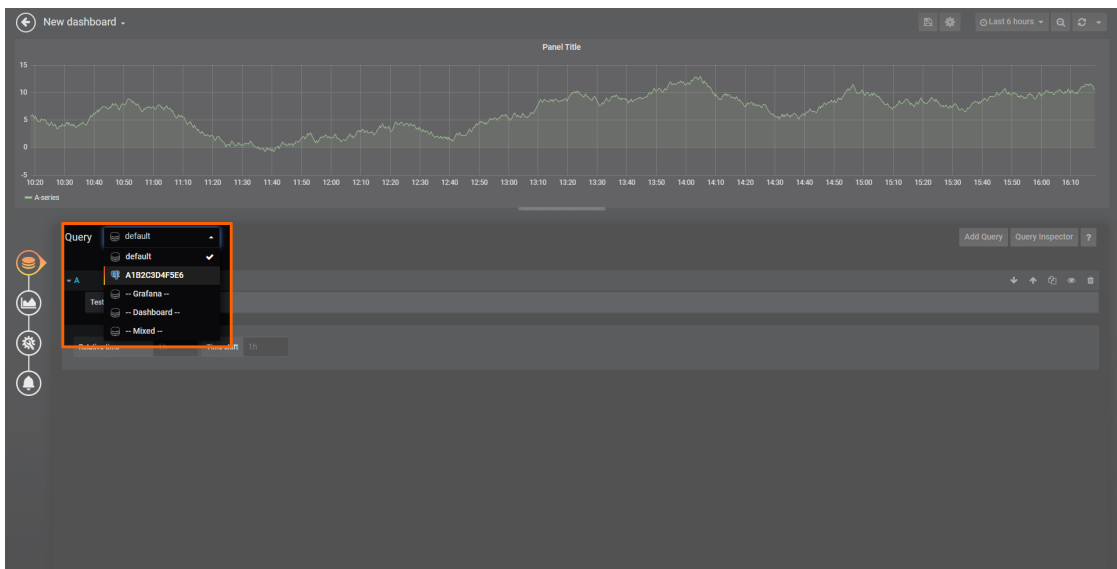 New dashboard
Last 6 hours
Panel Title
15
10
5
0
-5
10:20 10:30 10:40 10:50 11:00 11:10 11:20 11:30 11:40 11:50 12:00 12:10 12:20 12:30 12:40 12:50 13:00 13:10 13:20 13:30 13:40 13:50 14:00 14:10 14:20 14:30 14:40 14:50 15:00 15:10 15:20 15:30 15:40 15:50 16:00 16:10
A-series
Query default
Add Query Query Inspector ?
default
A
A1B2C3D4F5E6
-- Grafana --
Test
-- Dashboard --
-- Mixed --
Relative time 1h Time shift 1h